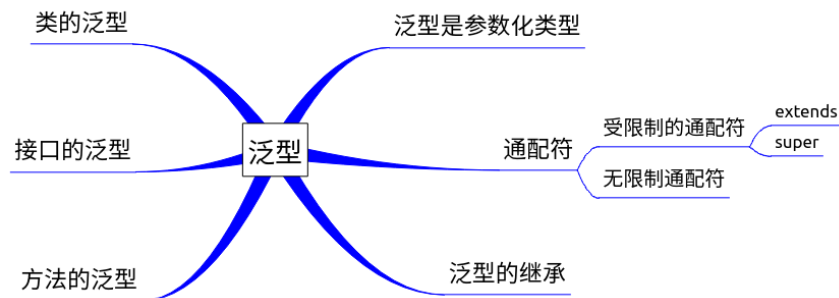 类的泛型
泛型是参数化类型
接口的泛型
泛型
通配符
受限制的通配符
extends
super
无限制通配符
方法的泛型
泛型的继承